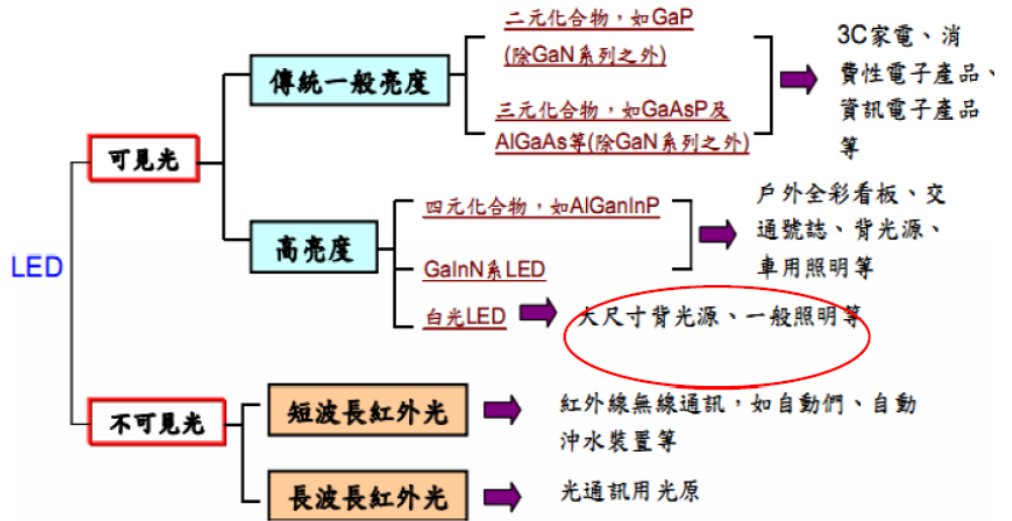 LED
可見光
傳統一般亮度
二元化合物，如GaP
(除GaN系列之外)
三元化合物，如GaAsP及
AlGaAs等(除GaN系列之外)
3C家電、消
費性電子產品、
資訊電子產品
等
高亮度
四元化合物，如AlGanInP
GaInN系LED
戶外全彩看板、交
通號誌、背光源、
車用照明等
白光LED
大尺寸背光源、一般照明等
不可見光
短波長紅外光
紅外線無線通訊，如自動們、自動
沖水裝置等
長波長紅外光
光通訊用光原